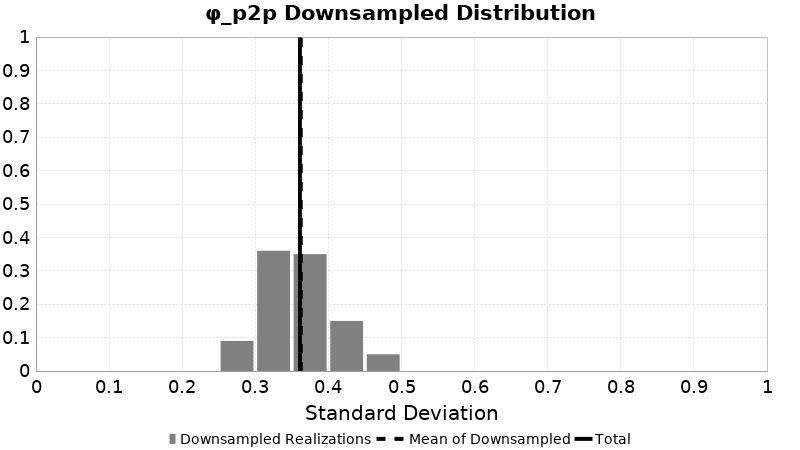 φ_p2p Downsampled Distribution
1
0.9
0.8
0.7
0.6
0.5
0.4
0.3
0.2
0.1
0
0 0.1 0.2 0.3 0.4 0.5 0.6 0.7 0.8 0.9 1
Standard Deviation
Downsampled Realizations Mean of Downsampled Total